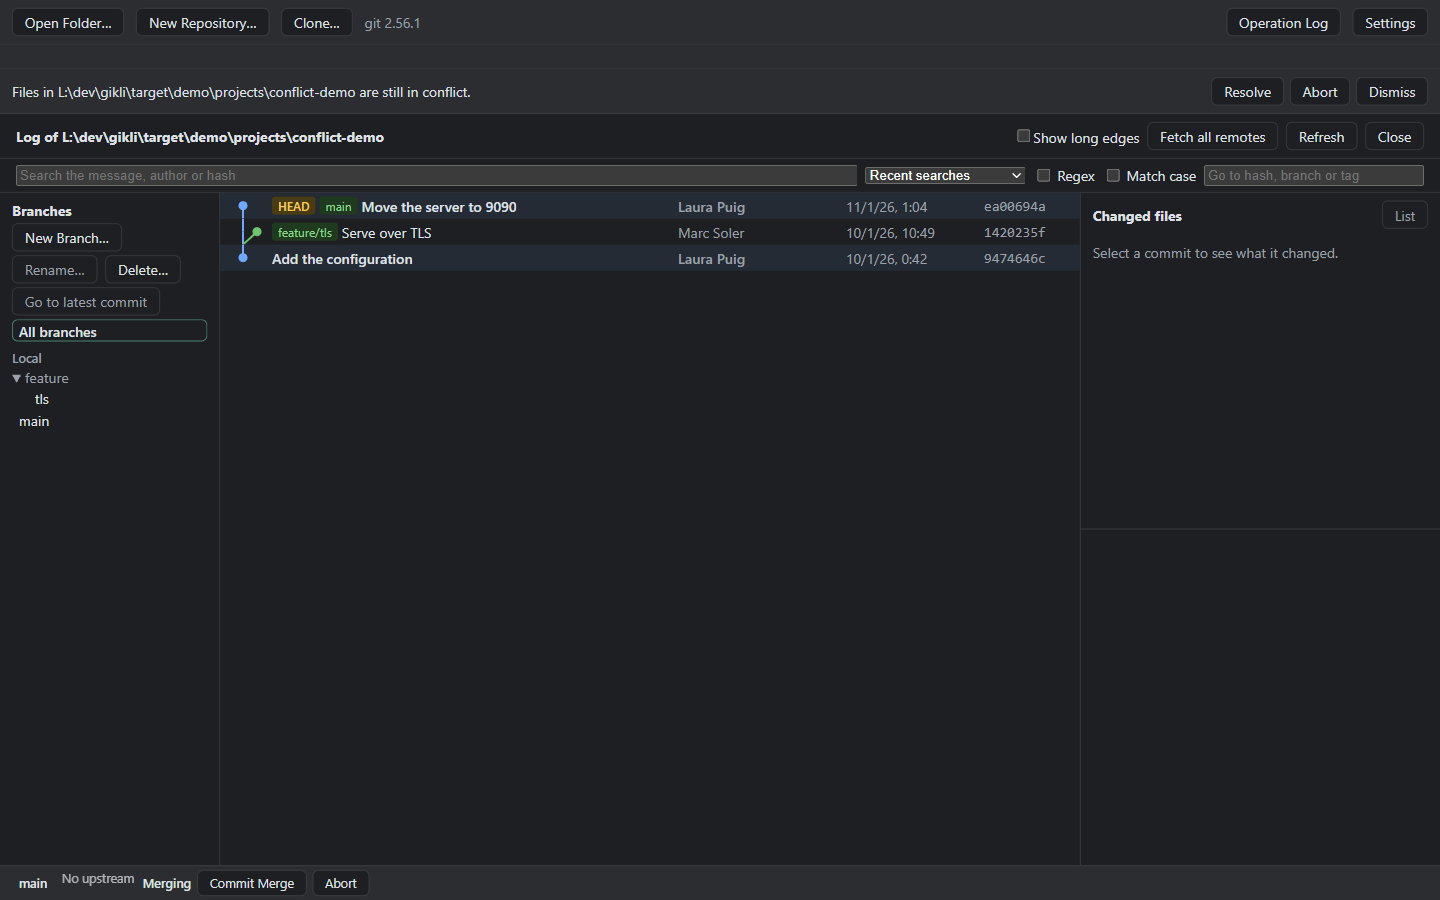 Open Folder... New Repository... Clone... git 2.56.1 Operation Log Settings
Files in L:\dev\gikli\target\demo\projects\conflict-demo are still in conflict. Resolve Abort Dismiss
Log of L:\dev\gikli\target\demo\projects\conflict-demo Show long edges Fetch all remotes Refresh Close
Search the message, author or hash Recent searches Regex Match case Go to hash, branch or tag
Branches
New Branch...
Rename... Delete...
Go to latest commit
All branches
Local
feature
tls
main
HEAD main Move the server to 9090 Laura Puig 11/1/26, 1:04 ea00694a
feature/tls Serve over TLS Marc Soler 10/1/26, 10:49 1420235f
Add the configuration Laura Puig 10/1/26, 0:42 9474646c
Changed files List
Select a commit to see what it changed.
main No upstream Merging Commit Merge Abort